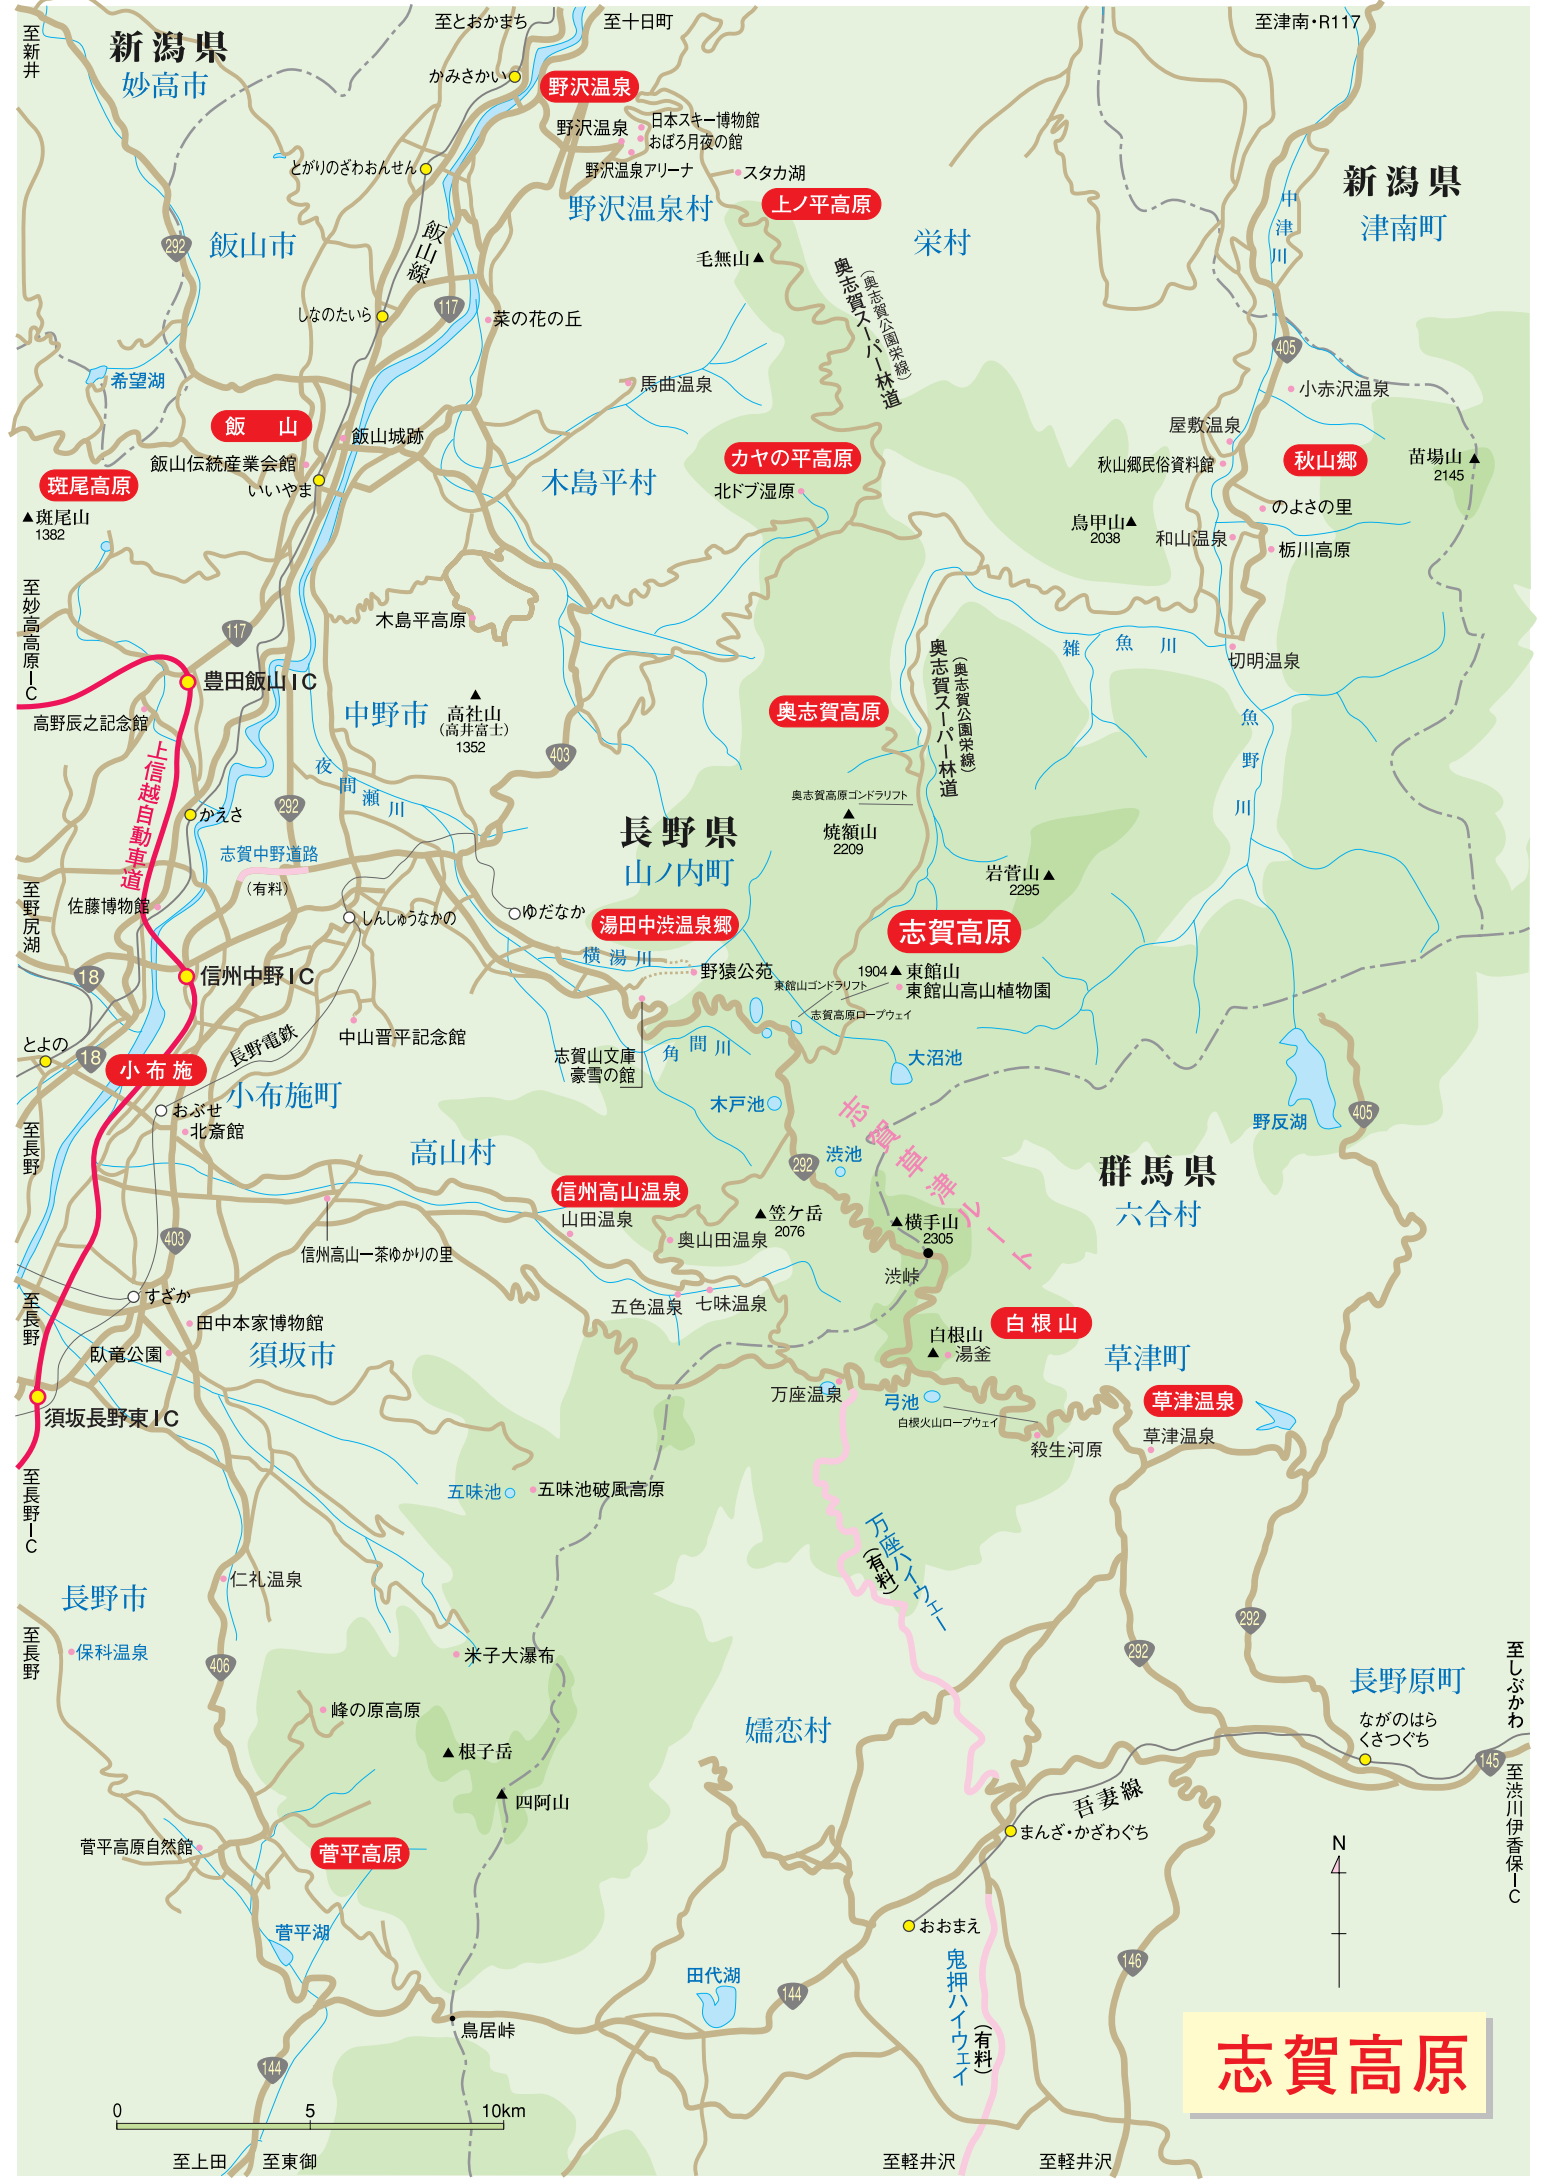 至新井
新潟県
妙高市
至とおかまち
至十日町
至津南・R117
かみさかい
野沢温泉
野沢温泉
日本スキー博物館
おぼろ月夜の館
野沢温泉アリーナ
スタカ湖
とがりのざわおんせん
野沢温泉村
上ノ平高原
新潟県
津南町
中津川
292
飯山市
飯山線
栄村
毛無山
奥志賀スーパー林道
(奥志賀公園栄線)
しなのたいら
117
菜の花の丘
405
希望湖
馬曲温泉
小赤沢温泉
飯　山
飯山城跡
屋敷温泉
飯山伝統産業会館
いいやま
カヤの平高原
秋山郷民俗資料館
秋山郷
苗場山
2145
斑尾高原
木島平村
北ドブ湿原
斑尾山
1382
のよさの里
鳥甲山
2038
和山温泉
栃川高原
至妙高高原IC
木島平高原
117
雑魚川
切明温泉
豊田飯山IC
奥志賀スーパー林道
(奥志賀公園栄線)
高野辰之記念館
中野市
高社山
(高井富士)
1352
奥志賀高原
魚野川
上信越自動車道
403
夜間瀬川
奥志賀高原ゴンドラリフト
かえさ
292
焼額山
2209
長野県
山ノ内町
志賀中野道路
(有料)
岩菅山
2295
至野尻湖
佐藤博物館
しんしゅうなかの
ゆだなか
湯田中渋温泉郷
志賀高原
横湯川
18
信州中野IC
野猿公苑
1904
東館山
東館山高山植物園
東館山ゴンドラリフト
志賀高原ロープウェイ
とよの
18
小布施
長野電鉄
中山晋平記念館
志賀山文庫
豪雪の館
角間川
大沼池
小布施町
おぶせ
北斎館
木戸池
志賀草津ルート
野反湖
405
至長野
高山村
292
渋池
群馬県
六合村
信州高山温泉
山田温泉
笠ケ岳
2076
横手山
2305
403
信州高山一茶ゆかりの里
奥山田温泉
渋峠
至長野
すざか
五色温泉
七味温泉
田中本家博物館
白根山
白根山
湯釜
臥竜公園
須坂市
草津町
万座温泉
弓池
草津温泉
須坂長野東IC
白根火山ロープウェイ
殺生河原
草津温泉
至長野IC
五味池
五味池破風高原
万座ハイウェー
(有料)
仁礼温泉
長野市
至長野
保科温泉
406
米子大瀑布
292
292
至しぶかわ
長野原町
峰の原高原
ながのはら
くさつぐち
嬬恋村
根子岳
145
四阿山
吾妻線
至渋川伊香保IC
まんざ・かざわぐち
菅平高原自然館
菅平高原
N
おおまえ
菅平湖
鬼押ハイウェイ
(有料)
146
田代湖
144
鳥居峠
144
志賀高原
0
5
10km
至上田
至東御
至軽井沢
至軽井沢